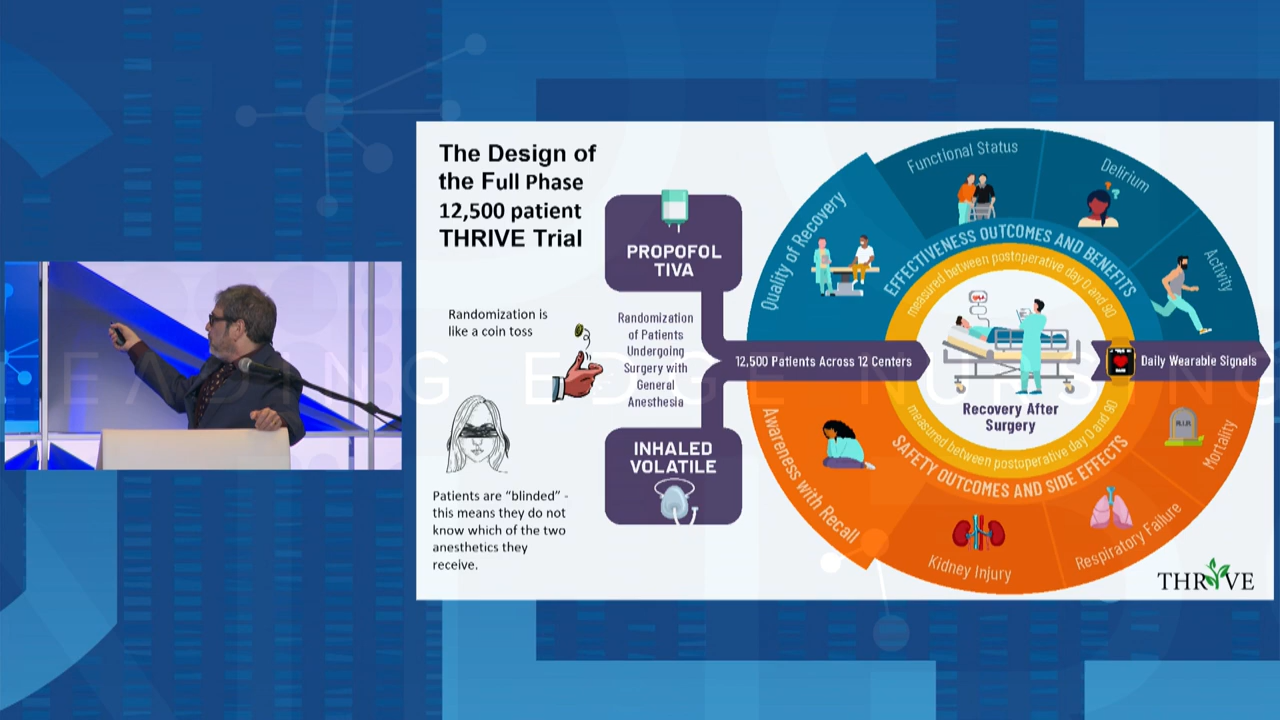 The Design of
the Full Phase
12,500 patient
THRIVE Trial
Randomization is
like a coin toss
Patients are “blinded” -
this means they do not
know which of the two
anesthetics they
receive.
PROPOFOL
TIVA
Randomization
of Patients
Undergoing
Surgery with
General
Anesthesia
INHALED
VOLATILE
12,500 Patients Across 12 Centers
Quality of Recovery
Functional Status
Delirium
Activity
EFFECTIVENESS OUTCOMES AND BENEFITS
measured between postoperative day 0 and 90
Recovery After
Surgery
Daily Wearable Signals
measured between postoperative day 0 and 90
SAFETY OUTCOMES AND SIDE EFFECTS
Awareness with Recall
Kidney Injury
Respiratory Failure
Mortality
R.I.P.
THRIVE
LEADING EDGE NURSING